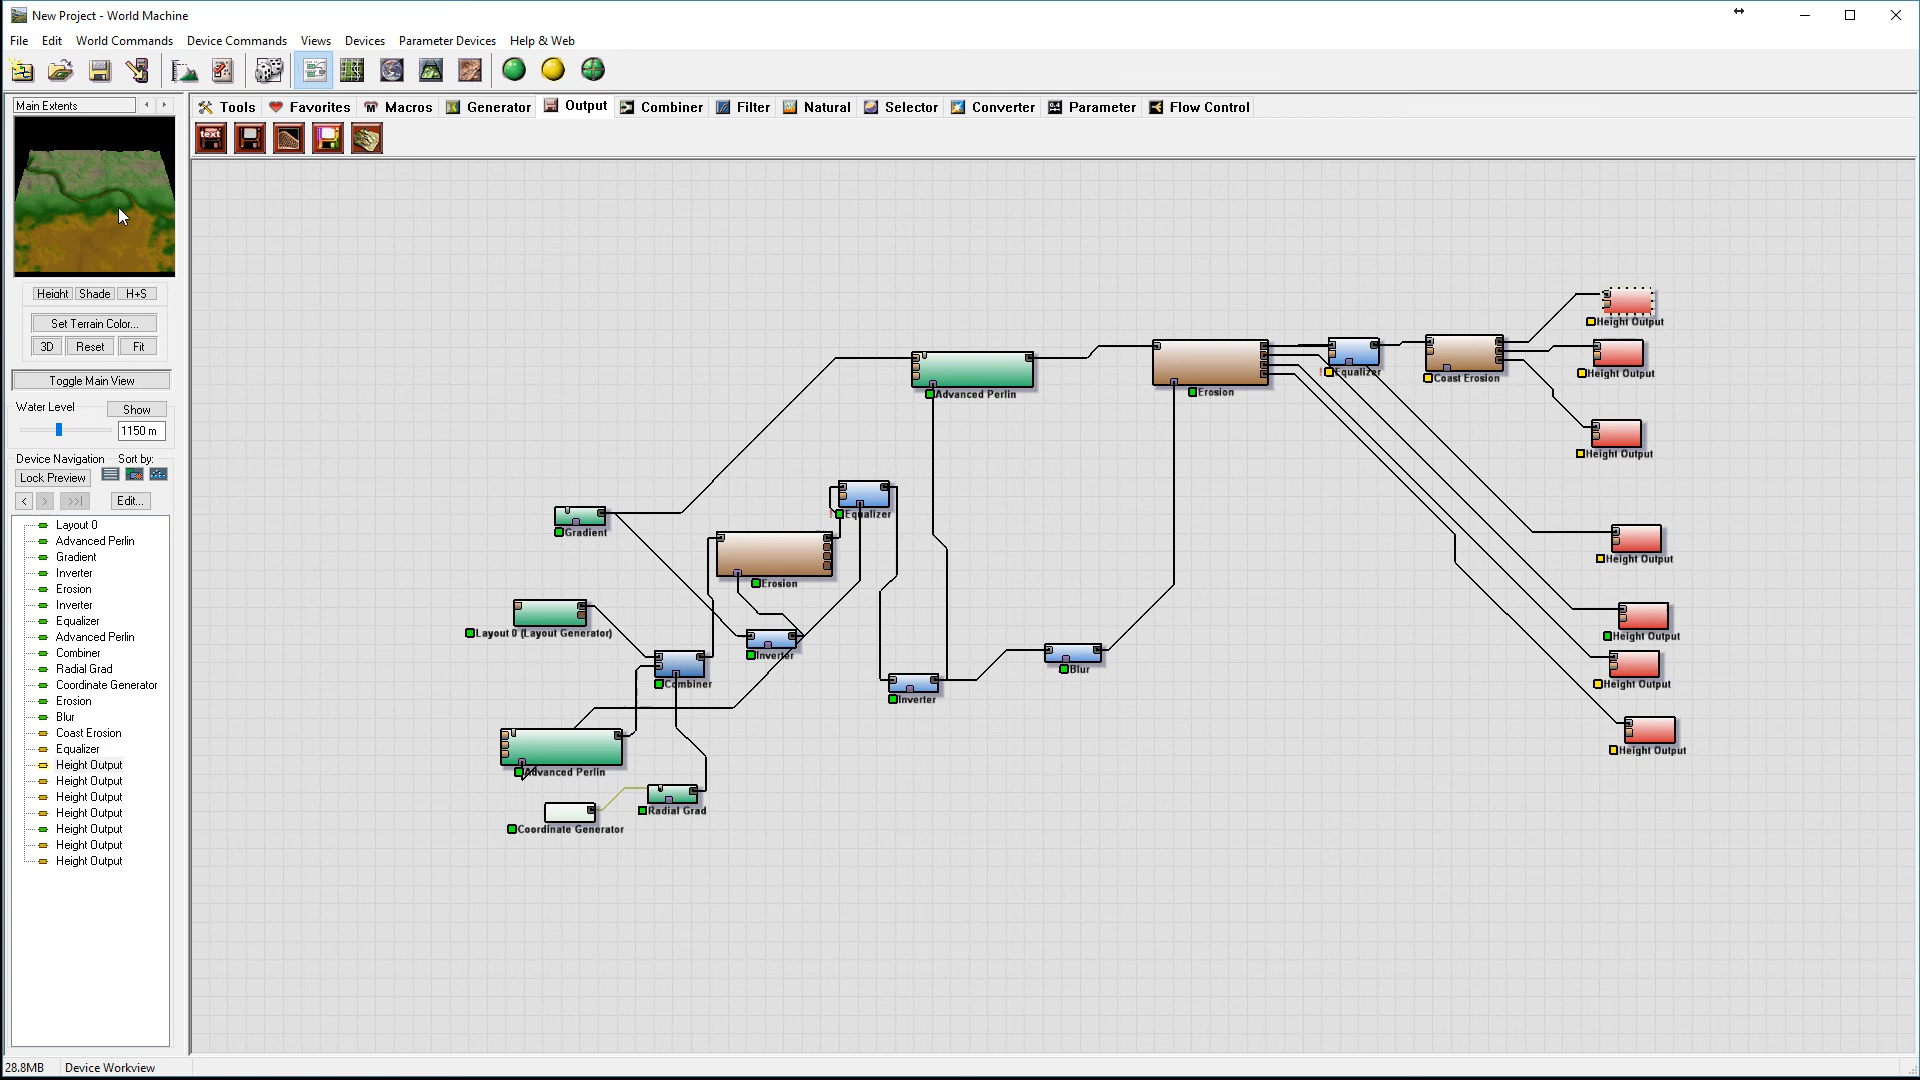 New Project - World Machine
File Edit World Commands Device Commands Views Devices Parameter Devices Help & Web
Main Extents
Tools Favorites Macros Generator Output Combiner Filter Natural Selector Converter Parameter Flow Control
text
Height Shade H+S
Set Terrain Color...
3D Reset Fit
Toggle Main View
Water Level Show
1150 m
Device Navigation Sort by:
Lock Preview
< > >>| Edit...
Layout 0
Advanced Perlin
Gradient
Inverter
Erosion
Inverter
Equalizer
Advanced Perlin
Combiner
Radial Grad
Coordinate Generator
Erosion
Blur
Coast Erosion
Equalizer
Height Output
Height Output
Height Output
Height Output
Height Output
Height Output
Height Output
Height Output
Height Output
Equalizer
Coast Erosion
Advanced Perlin
Erosion
Height Output
Equalizer
Gradient
Height Output
Erosion
Layout 0 (Layout Generator)
Height Output
Inverter
Blur
Combiner
Height Output
Inverter
Height Output
Advanced Perlin
Radial Grad
Coordinate Generator
28.8MB Device Workview